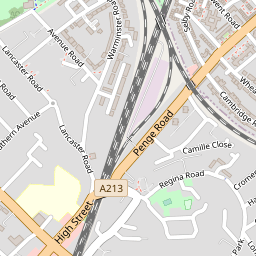 Avenue Road
Warminster Road
Selby Road
Lancaster Road
Penge Road
Camille Close
Lancaster Road
Regina Road
A213
High Street
Park